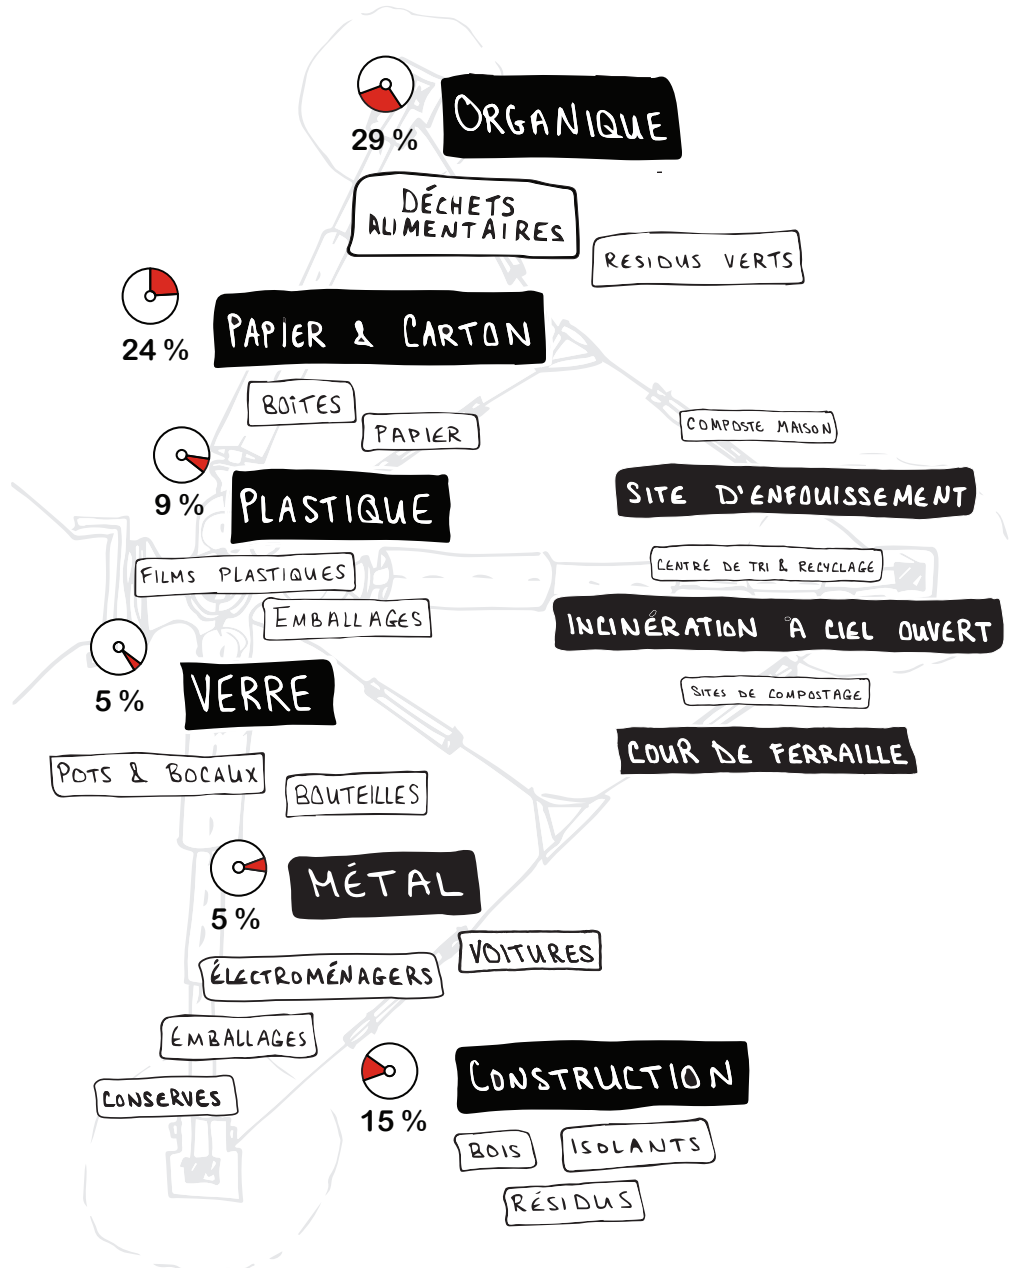 29 %
ORGANIQUE
DÉCHETS
ALIMENTAIRES
RESIDUS VERTS
24 %
PAPIER & CARTON
BOiTES
PAPIER
9 %
PLASTIQUE
FILMS PLASTIQUES
EMBALLAGES
5 %
VERRE
POTS & BOCAUX
BOUTEILLES
5 %
MÉTAL
VOITURES
ÉLECTROMÉNAGERS
EMBALLAGES
CONSERVES
15 %
CONSTRUCTION
BOIS
ISOLANTS
RÉSIDUS
COMPOSTE MAISON
SITE D'ENFOUISSEMENT
CENTRE DE TRI & RECYCLAGE
INCINÉRATION À CIEL OUVERT
SITES DE COMPOSTAGE
COUR DE FERRAILLE